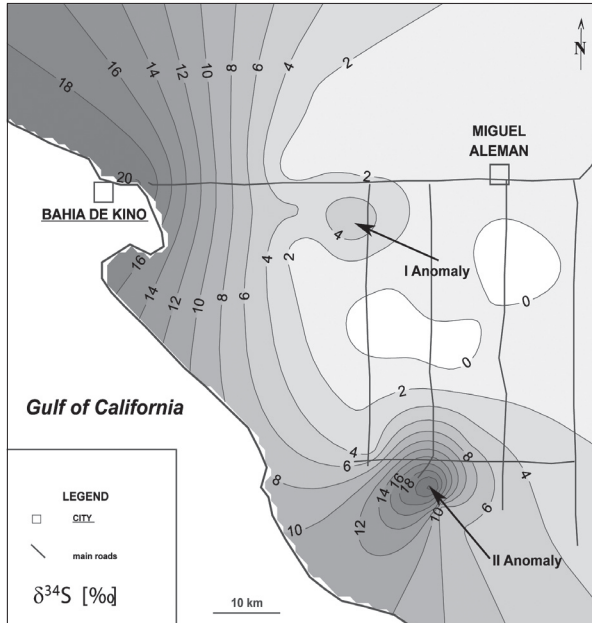 18
16
14
12
10
8
6
4
2
N
MIGUEL
ALEMAN
20
BAHIA DE KINO
2
4
I Anomaly
16
14
12
10
8
6
4
2
0
0
Gulf of California
2
4
6
8
8
4
16
18
14
12
10
10
6
II Anomaly
LEGEND
CITY
main roads
δ³⁴S [‰]
10 km